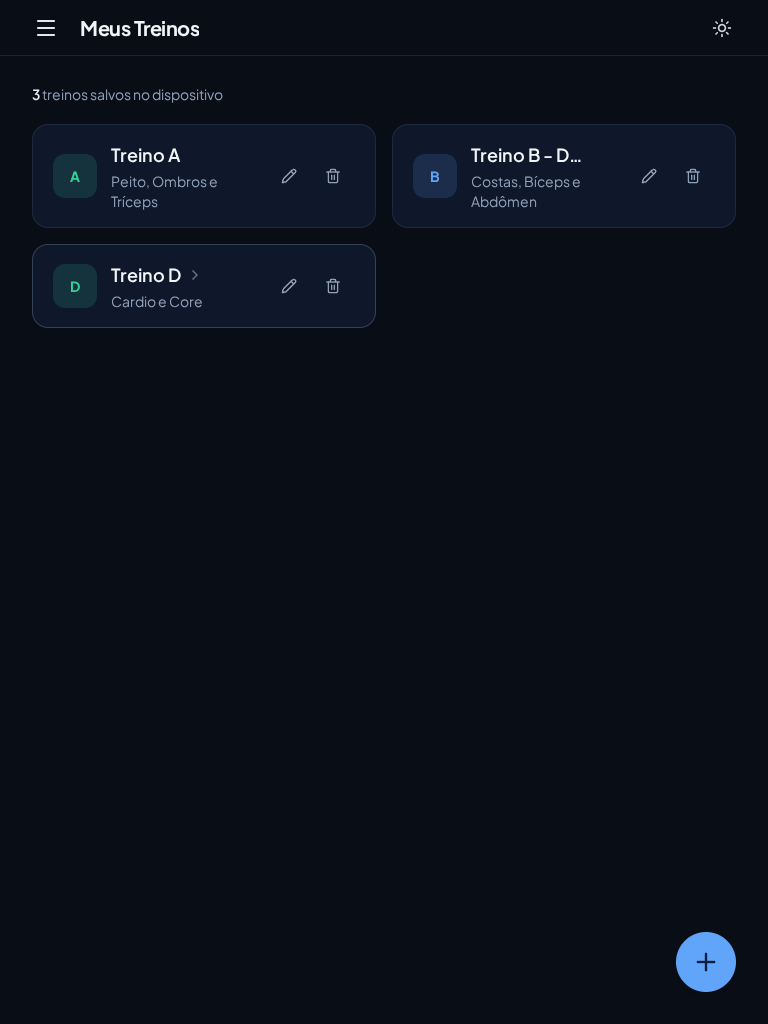 Meus Treinos
3 treinos salvos no dispositivo
A
Treino A
Peito, Ombros e
Tríceps
B
Treino B - D...
Costas, Bíceps e
Abdômen
D
Treino D
Cardio e Core